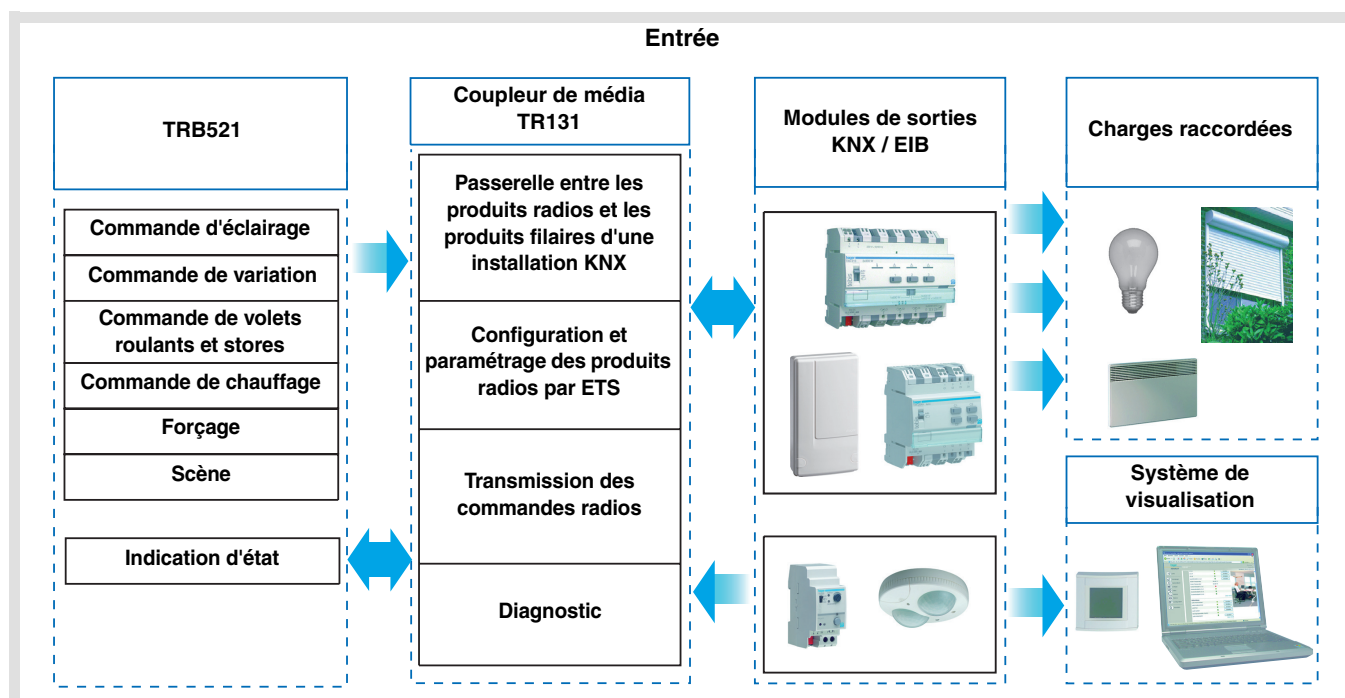 Entrée
TRB521
Commande d'éclairage
Commande de variation
Commande de volets
roulants et stores
Commande de chauffage
Forçage
Scène
Indication d'état
Coupleur de média
TR131
Passerelle entre les
produits radios et les
produits filaires d'une
installation KNX
Configuration et
paramétrage des produits
radios par ETS
Transmission des
commandes radios
Diagnostic
Modules de sorties
KNX / EIB
Charges raccordées
Système de
visualisation